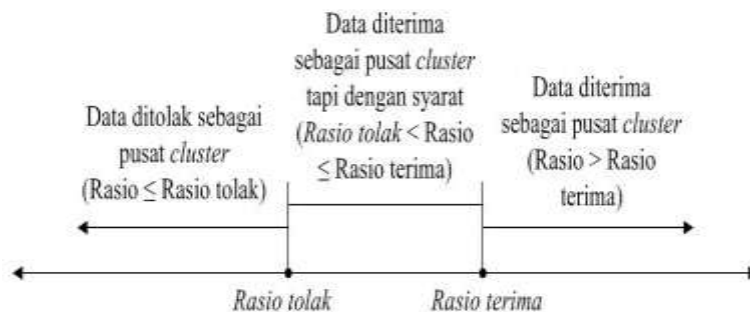 Data ditolak sebagai
pusat cluster
(Rasio ≤ Rasio tolak)
Data diterima
sebagai pusat cluster
tapi dengan syarat
(Rasio tolak < Rasio
≤ Rasio terima)
Data diterima
sebagai pusat cluster
(Rasio > Rasio
terima)
Rasio tolak
Rasio terima